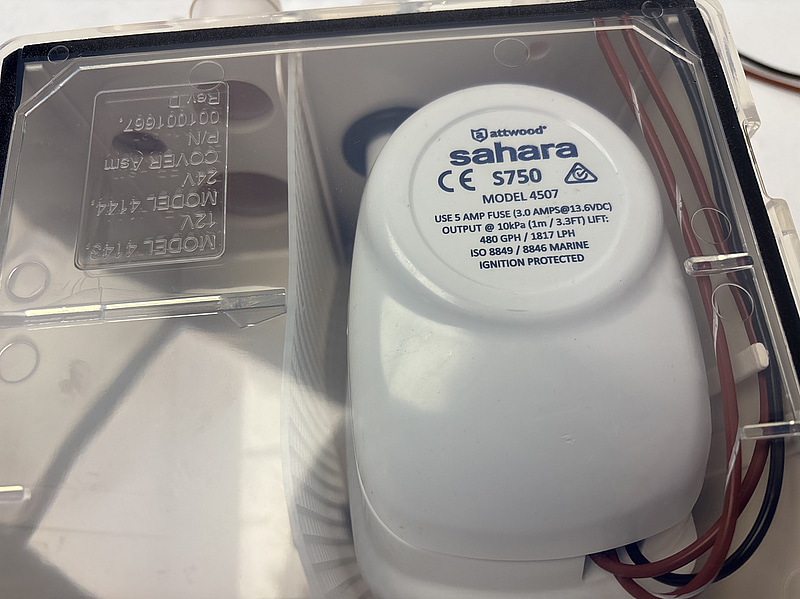 attwood®
sahara
CE S750
MODEL 4507
USE 5 AMP FUSE (3.0 AMPS@13.6VDC)
OUTPUT @ 10kPa (1m / 3.3FT) LIFT:
480 GPH / 1817 LPH
ISO 8849 / 8846 MARINE
IGNITION PROTECTED
MODEL 4143,
12V
MODEL 4144,
24V
COVER Asm
P/N
001001667,
Rev.D